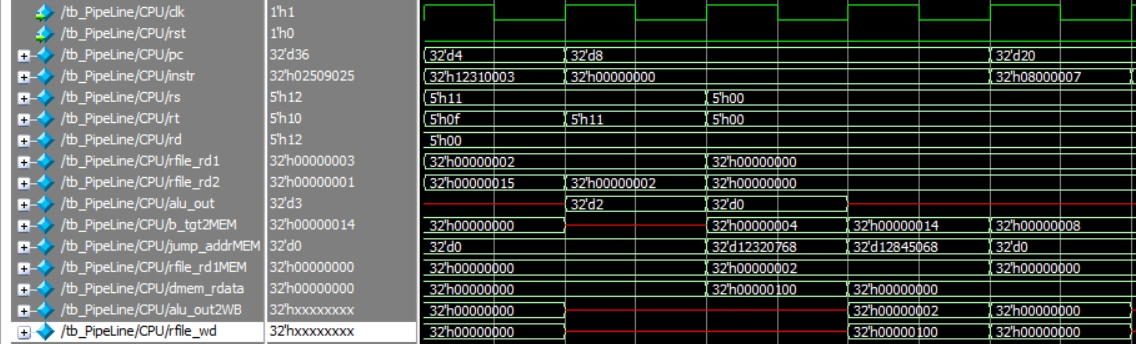 /tb_PipeLine/CPU/clk 1'h1
/tb_PipeLine/CPU/rst 1'h0
/tb_PipeLine/CPU/pc 32'd36 32'd4 32'd8 32'd20
/tb_PipeLine/CPU/instr 32'h02509025 32'h12310003 32'h00000000 32'h08000007
/tb_PipeLine/CPU/rs 5'h12 5'h11 5'h00
/tb_PipeLine/CPU/rt 5'h10 5'h0f 5'h11 5'h00
/tb_PipeLine/CPU/rd 5'h12 5'h00
/tb_PipeLine/CPU/rfile_rd1 32'h00000003 32'h00000002 32'h00000000
/tb_PipeLine/CPU/rfile_rd2 32'h00000001 32'h00000015 32'h00000002 32'h00000000
/tb_PipeLine/CPU/alu_out 32'd3 32'd2 32'd0
/tb_PipeLine/CPU/b_tgt2MEM 32'h00000014 32'h00000000 32'h00000004 32'h00000014 32'h00000008
/tb_PipeLine/CPU/jump_addrMEM 32'd0 32'd0 32'd12320768 32'd12845068 32'd0
/tb_PipeLine/CPU/rfile_rd1MEM 32'h00000000 32'h00000000 32'h00000002 32'h00000000
/tb_PipeLine/CPU/dmem_rdata 32'h00000000 32'h00000000 32'h00000100 32'h00000000
/tb_PipeLine/CPU/alu_out2WB 32'hxxxxxxxx 32'h00000000 32'h00000002 32'h00000000
/tb_PipeLine/CPU/rfile_wd 32'hxxxxxxxx 32'h00000000 32'h00000100 32'h00000000